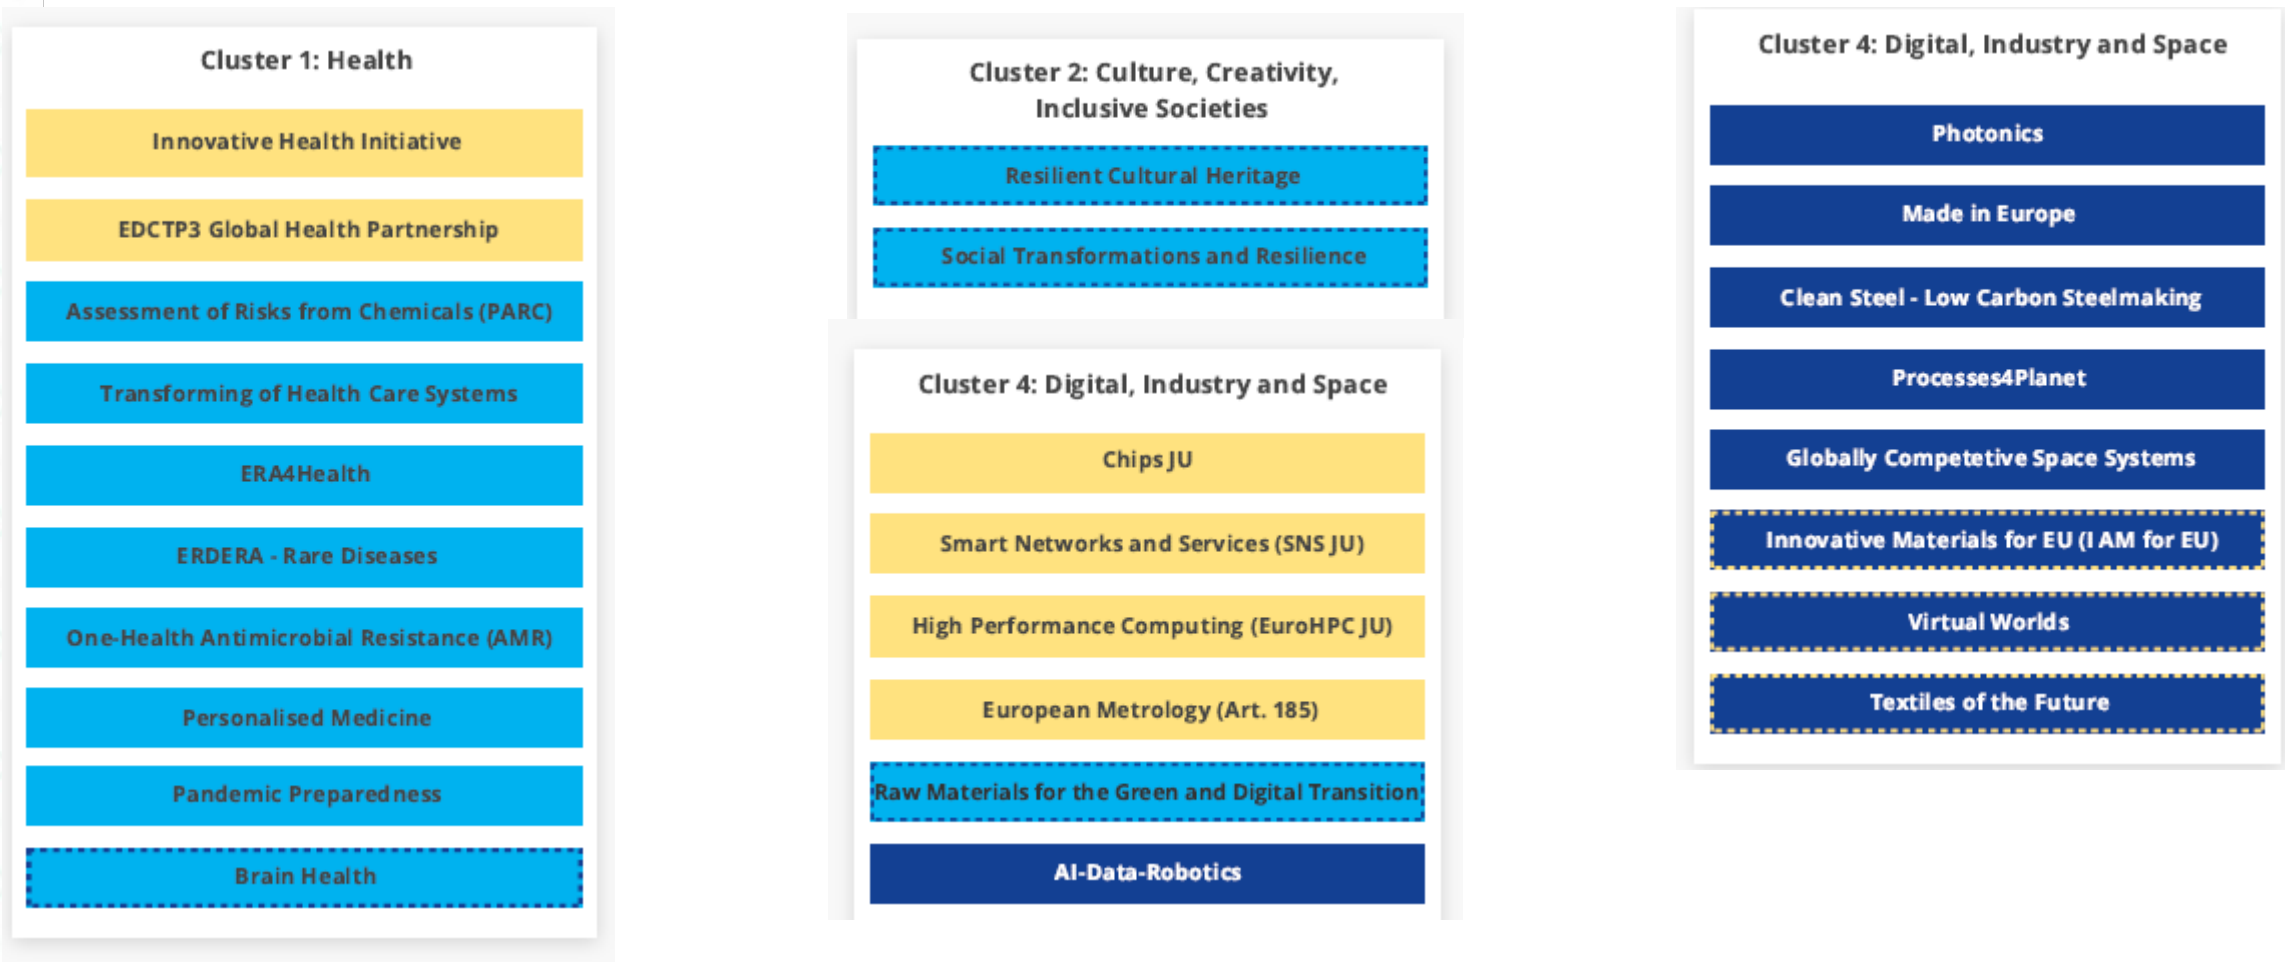 Cluster 1: Health
Innovative Health Initiative
EDCTP3 Global Health Partnership
Assessment of Risks from Chemicals (PARC)
Transforming of Health Care Systems
ERA4Health
ERDERA - Rare Diseases
One-Health Antimicrobial Resistance (AMR)
Personalised Medicine
Pandemic Preparedness
Brain Health
Cluster 2: Culture, Creativity,
Inclusive Societies
Resilient Cultural Heritage
Social Transformations and Resilience
Cluster 4: Digital, Industry and Space
Chips JU
Smart Networks and Services (SNS JU)
High Performance Computing (EuroHPC JU)
European Metrology (Art. 185)
Raw Materials for the Green and Digital Transition
AI-Data-Robotics
Cluster 4: Digital, Industry and Space
Photonics
Made in Europe
Clean Steel - Low Carbon Steelmaking
Processes4Planet
Globally Competetive Space Systems
Innovative Materials for EU (I AM for EU)
Virtual Worlds
Textiles of the Future